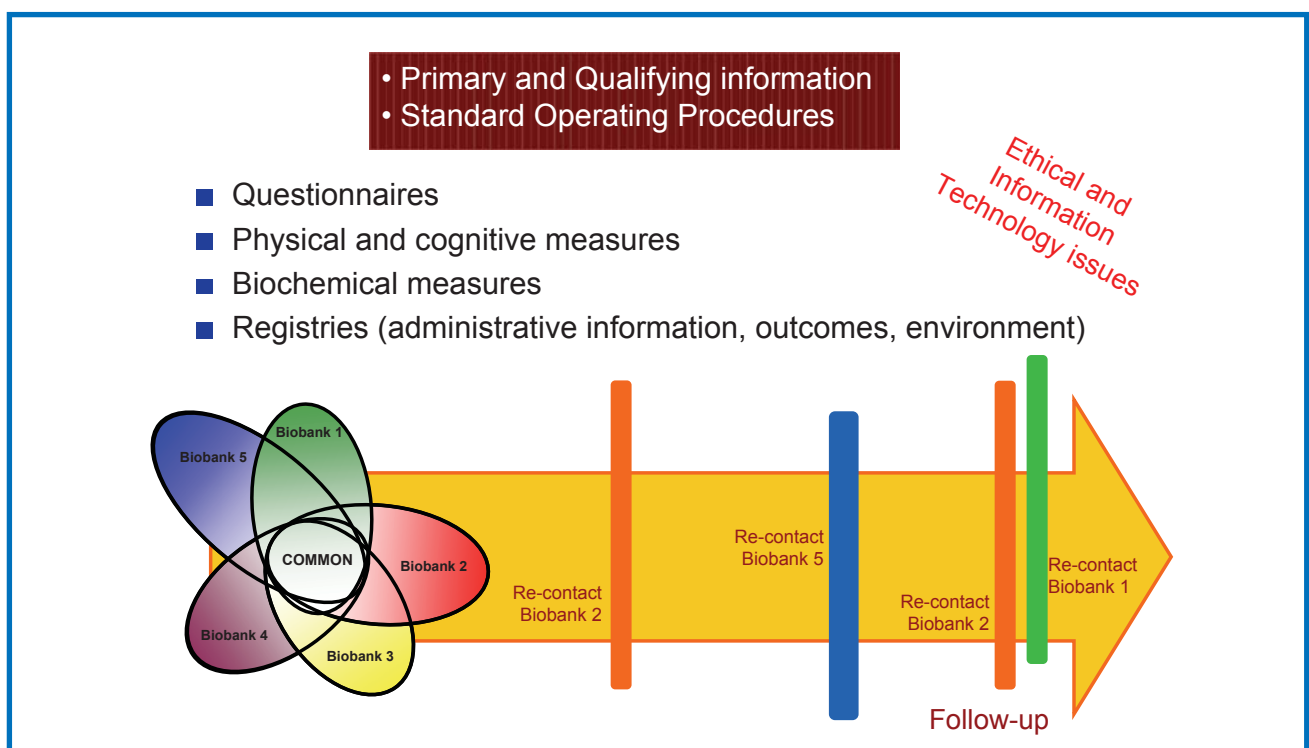 • Primary and Qualifying information
• Standard Operating Procedures
Ethical and
Information
Technology issues
■ Questionnaires
■ Physical and cognitive measures
■ Biochemical measures
■ Registries (administrative information, outcomes, environment)
Biobank 1
Biobank 5
COMMON
Biobank 2
Biobank 4
Biobank 3
Re-contact
Biobank 2
Re-contact
Biobank 5
Re-contact
Biobank 2
Re-contact
Biobank 1
Follow-up